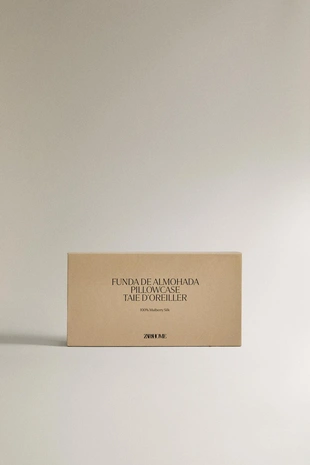 FUNDA DE ALMOHADA
PILLOWCASE
TAIE D'OREILLER
100% Mulberry Silk
ZARA HOME